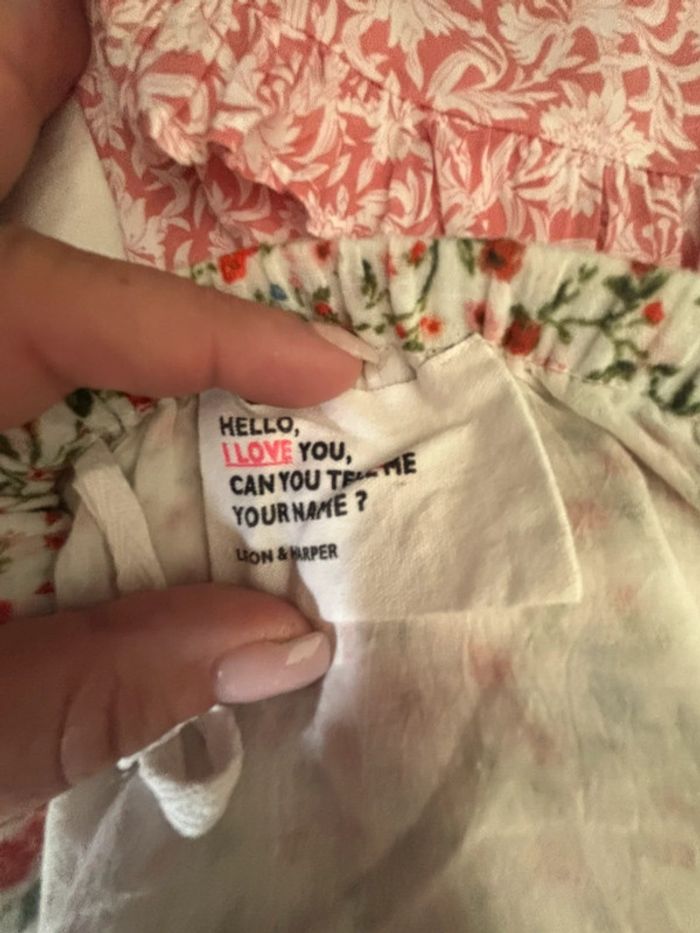 HELLO,
I LOVE YOU,
CAN YOU TELL ME
YOUR NAME ?
LEON & HARPER